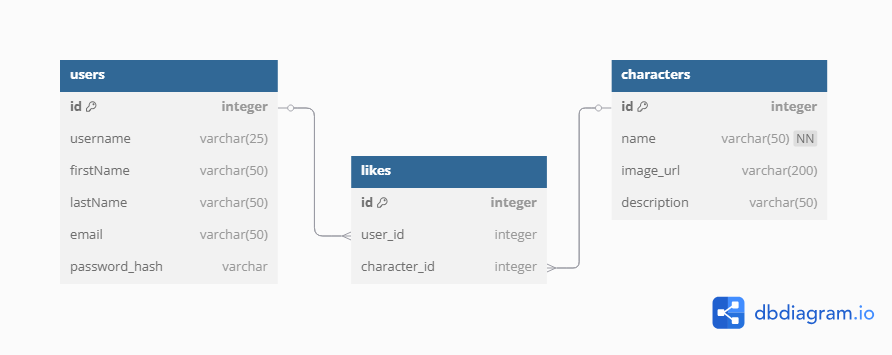 users
id integer
username varchar(25)
firstName varchar(50)
lastName varchar(50)
email varchar(50)
password_hash varchar
likes
id integer
user_id integer
character_id integer
characters
id integer
name varchar(50) NN
image_url varchar(200)
description varchar(50)
dbdiagram.io